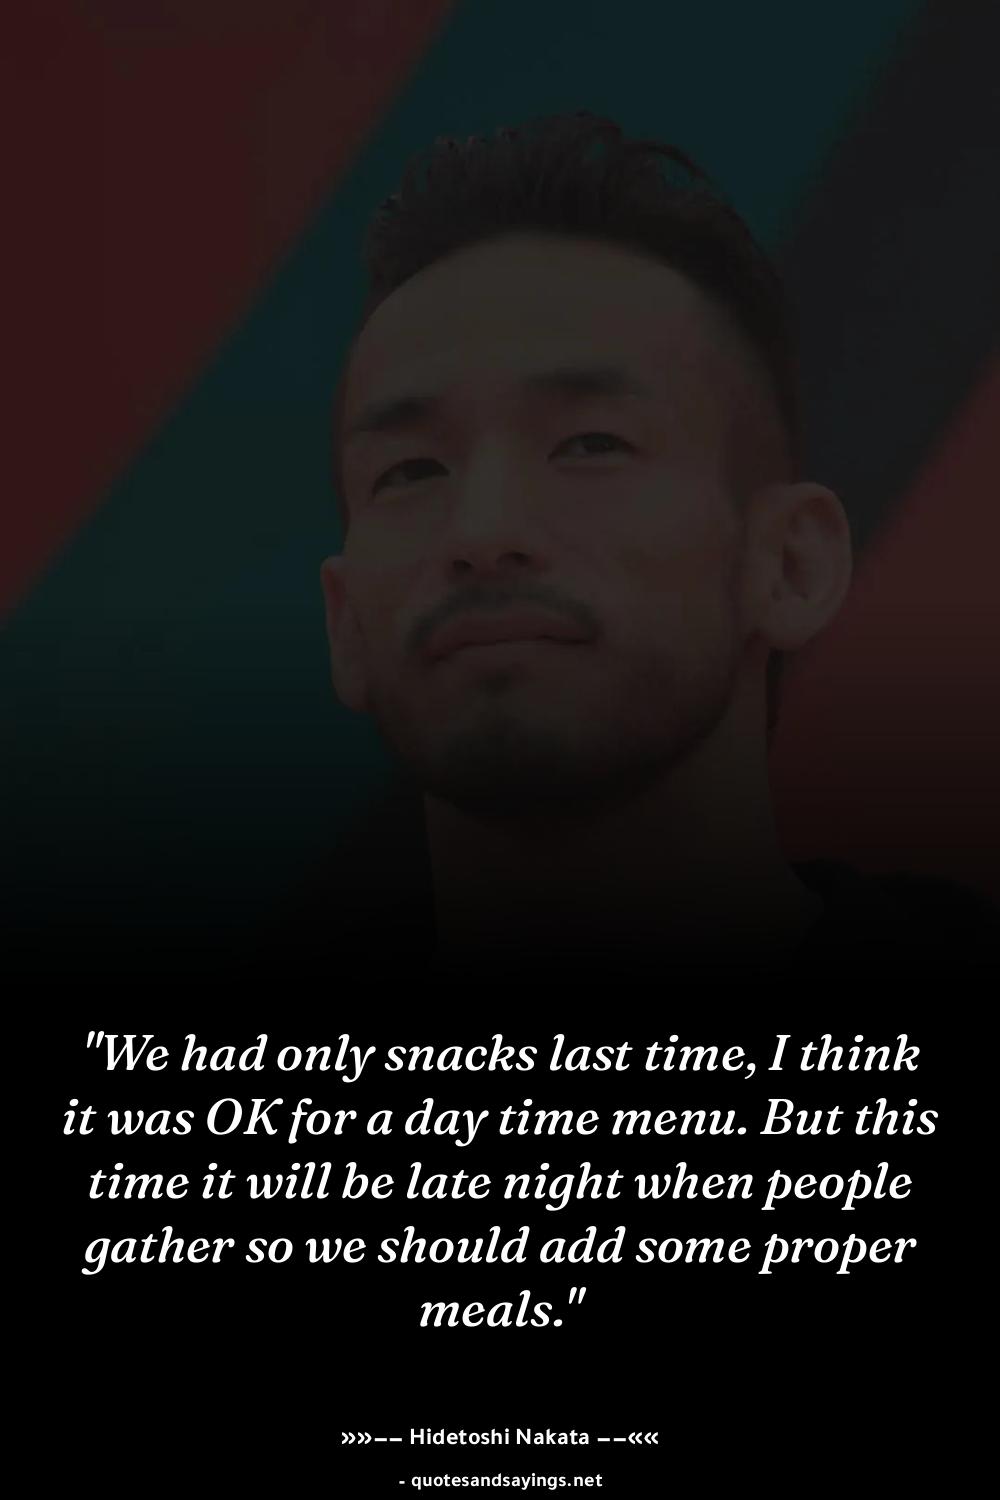 "We had only snacks last time, I think
it was OK for a day time menu. But this
time it will be late night when people
gather so we should add some proper
meals."
»»–– Hidetoshi Nakata ––««
- quotesandsayings.net